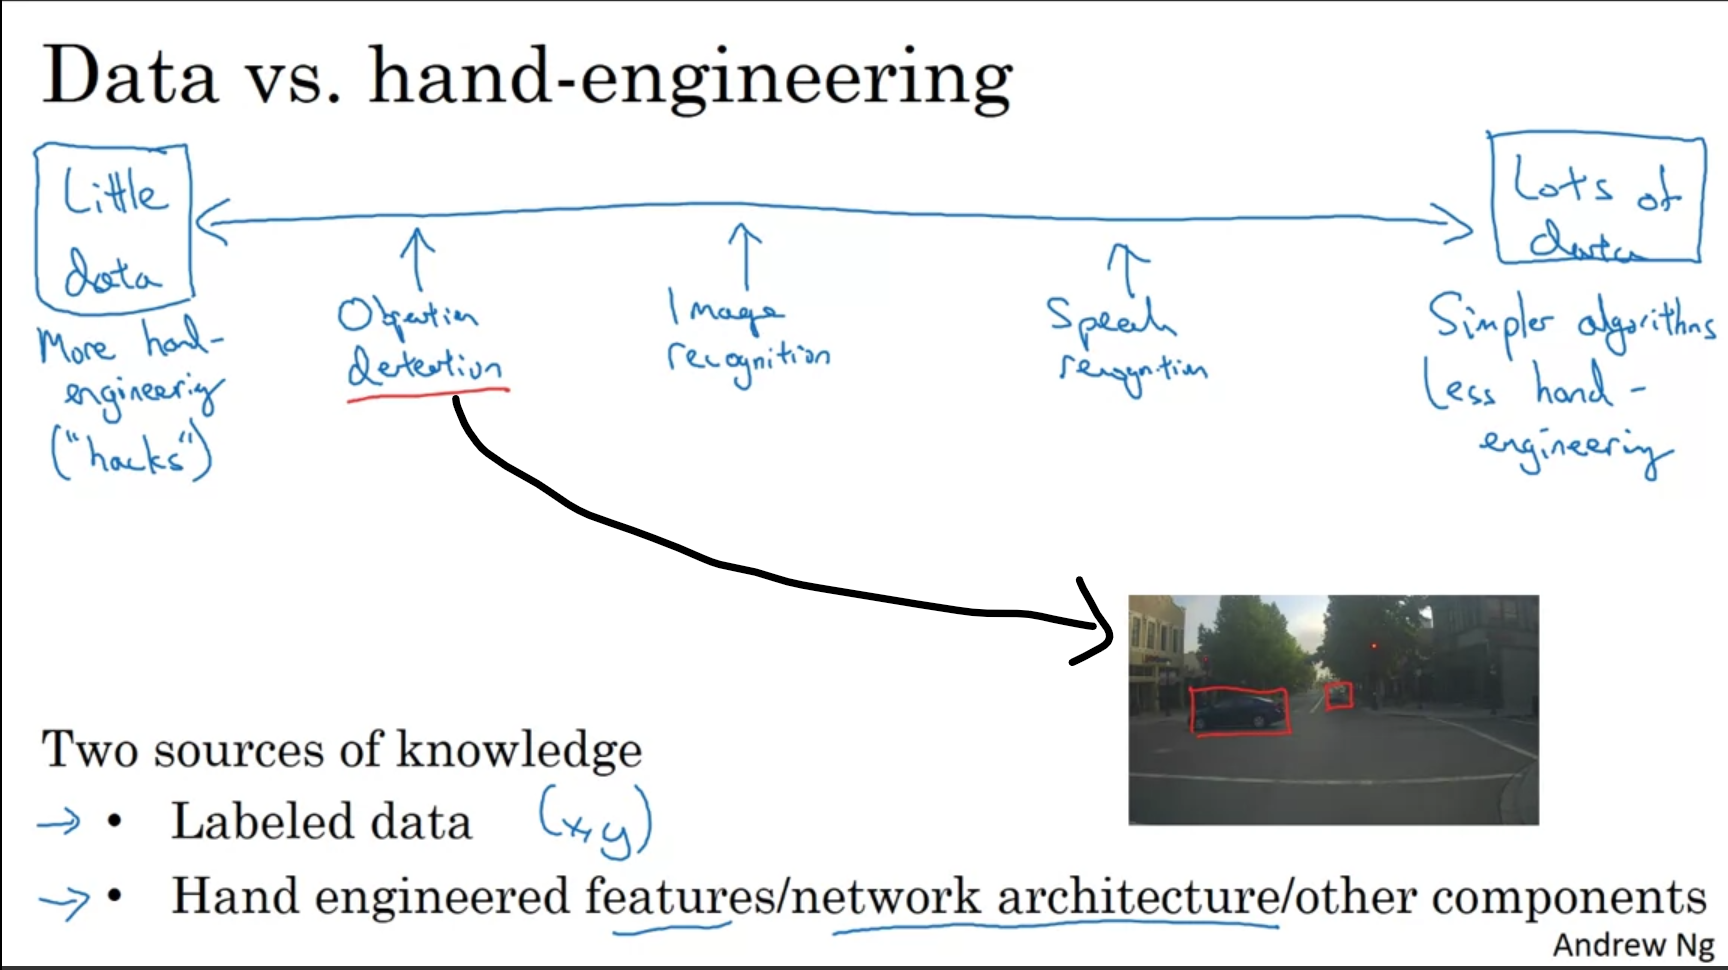 Data vs. hand-engineering
Little
data
Lots of
data
More hand-
engineering
("hacks")
Object
detection
Image
recognition
Speech
recognition
Simpler algorithms
Less hand-
engineering
Two sources of knowledge
→ • Labeled data (x,y)
→ • Hand engineered features/network architecture/other components
Andrew Ng